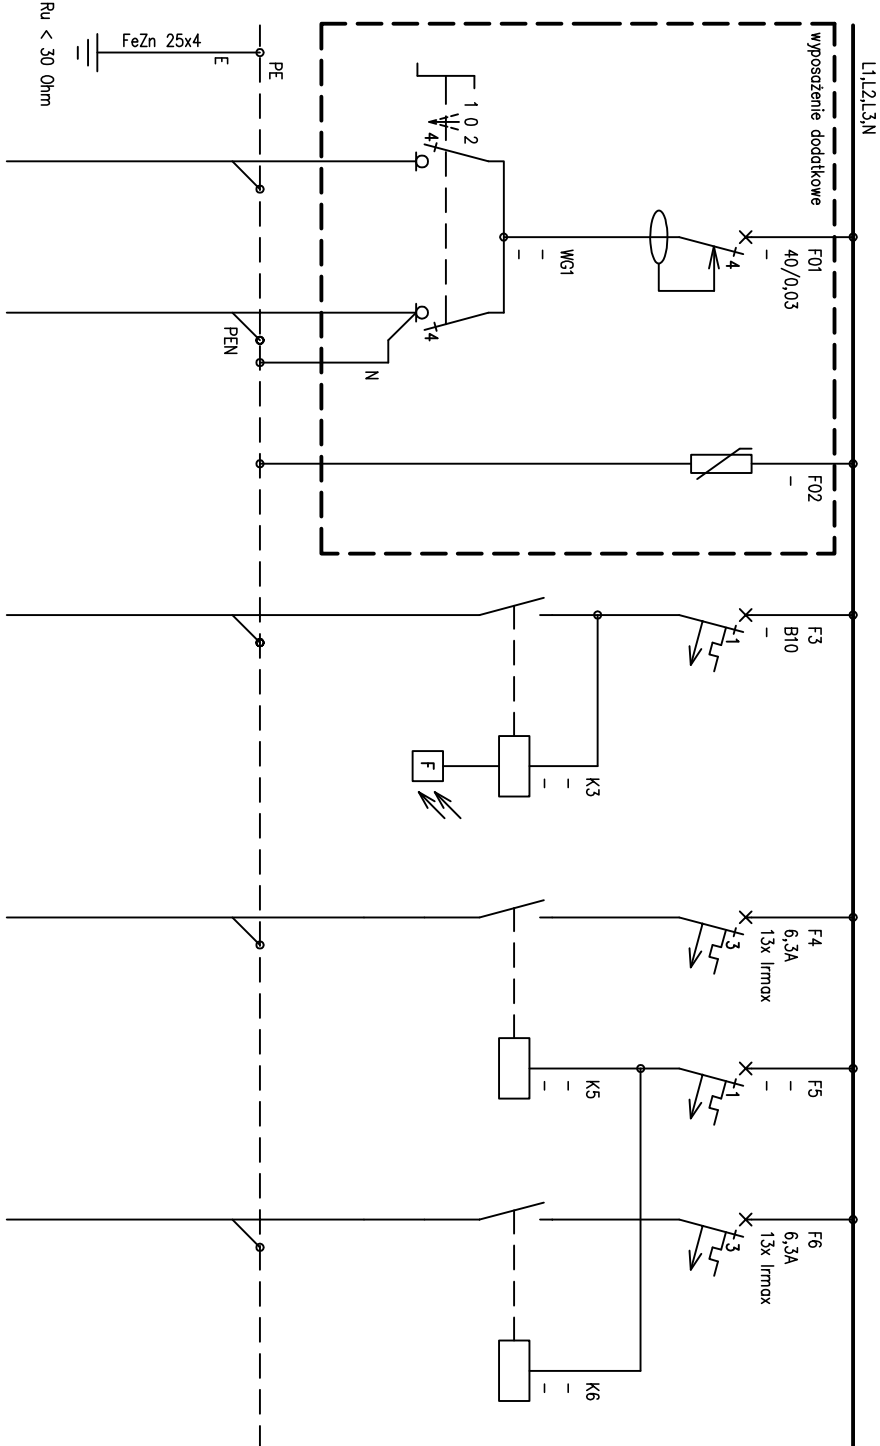 L1,L2,L3,N
wyposażenie dodatkowe
F01
40/0,03
-
4
WG1
-
-
1 0 2
4
4
N
PE
PEN
FeZn 25x4
E
Ru < 30 Ohm
F02
-
F3
B10
-
1
K3
-
-
F
F4
6,3A
13x Irmax
3
F5
-
-
1
K5
-
-
F6
6,3A
13x Irmax
3
K6
-
-